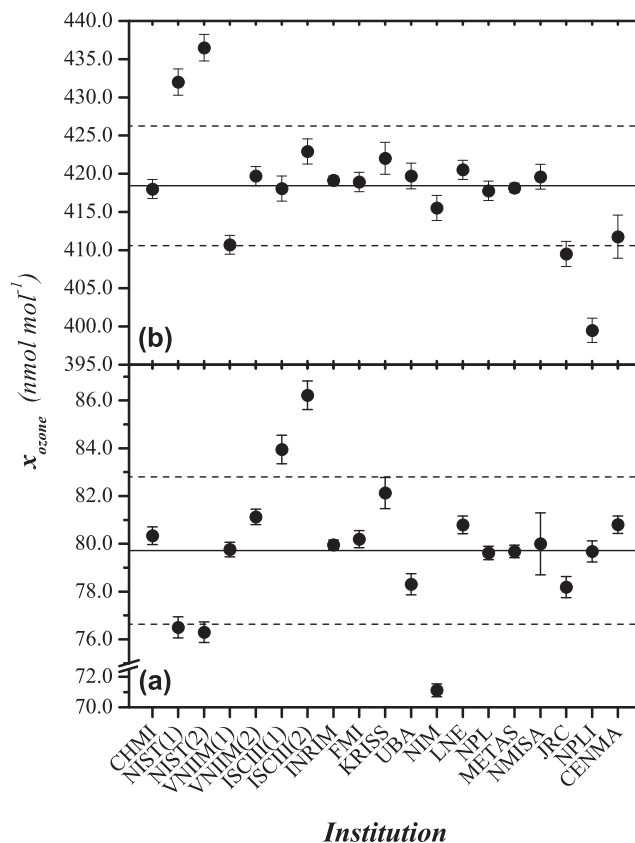 440.0
435.0
430.0
425.0
420.0
415.0
410.0
405.0
400.0
395.0
(b)
x_ozone (nmol mol⁻¹)
86.0
84.0
82.0
80.0
78.0
76.0
72.0
70.0
(a)
CHMI
NIST(1)
NIST(2)
VNIIM(1)
VNIIM(2)
ISCIII(1)
ISCIII(2)
INRIM
FMI
KRISS
UBA
NIM
LNE
NPL
METAS
NMISA
JRC
NPLI
CENMA
Institution